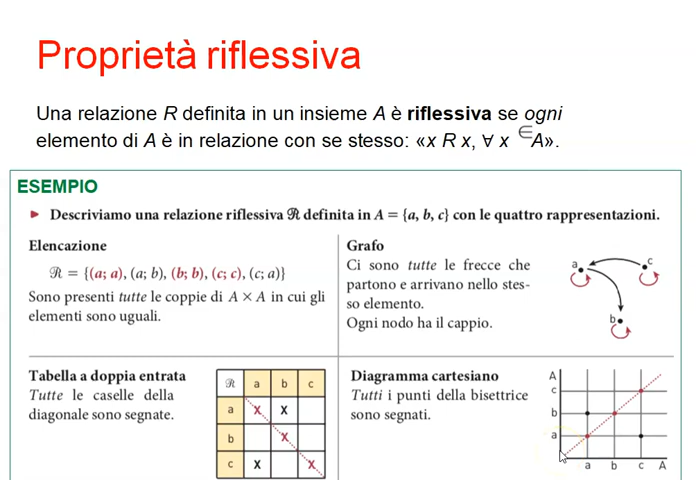 Proprietà riflessiva
Una relazione R definita in un insieme A è riflessiva se ogni
elemento di A è in relazione con se stesso: «x R x, ∀ x ∈ A».
ESEMPIO
▶ Descriviamo una relazione riflessiva ℛ definita in A = {a, b, c} con le quattro rappresentazioni.
Elencazione
ℛ = {(a; a), (a; b), (b; b), (c; c), (c; a)}
Sono presenti tutte le coppie di A × A in cui gli
elementi sono uguali.
Grafo
Ci sono tutte le frecce che
partono e arrivano nello stes-
so elemento.
Ogni nodo ha il cappio.
a c
b
Tabella a doppia entrata
Tutte le caselle della
diagonale sono segnate.
ℛ a b c
a X X
b X
c X X
Diagramma cartesiano
Tutti i punti della bisettrice
sono segnati.
A
c
b
a
a b c A